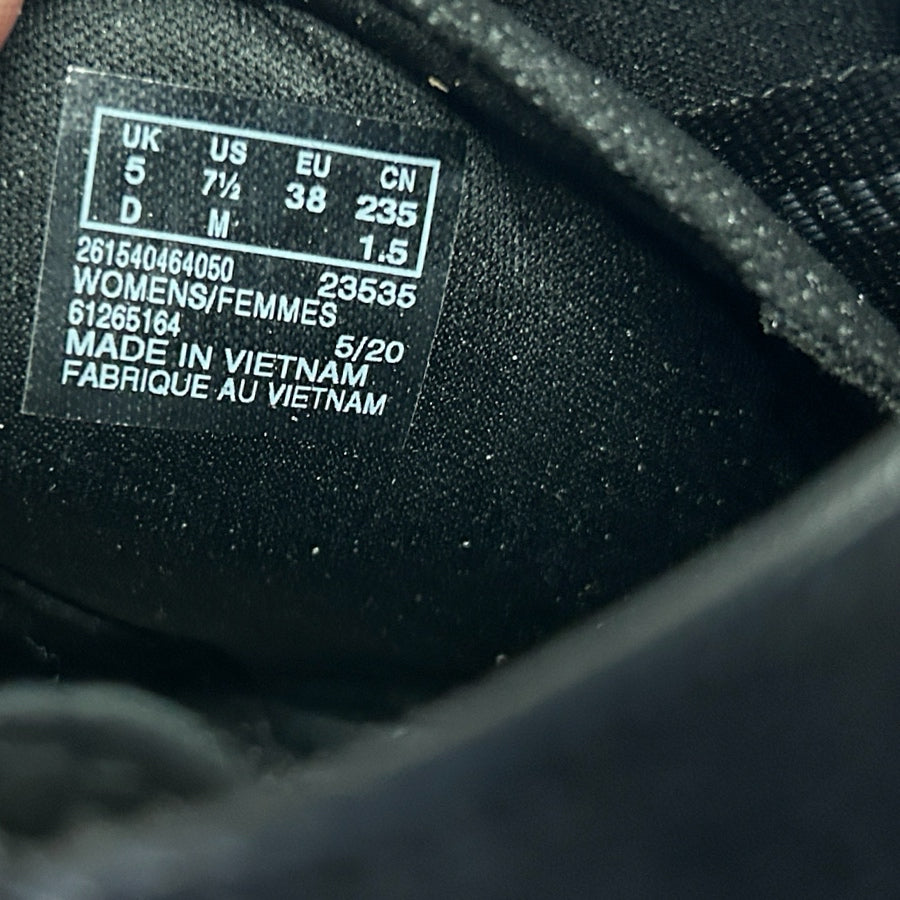 UK US EU CN
5 7½ 38 235
D M 1.5
261540464050 23535
WOMENS/FEMMES
61265164 5/20
MADE IN VIETNAM
FABRIQUE AU VIETNAM